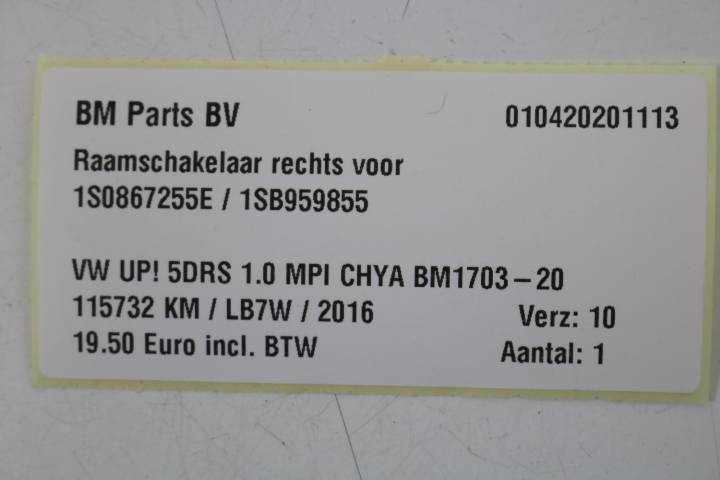 BM Parts BV 010420201113
Raamschakelaar rechts voor
1S0867255E / 1SB959855
VW UP! 5DRS 1.0 MPI CHYA BM1703-20
115732 KM / LB7W / 2016 Verz: 10
19.50 Euro incl. BTW Aantal: 1